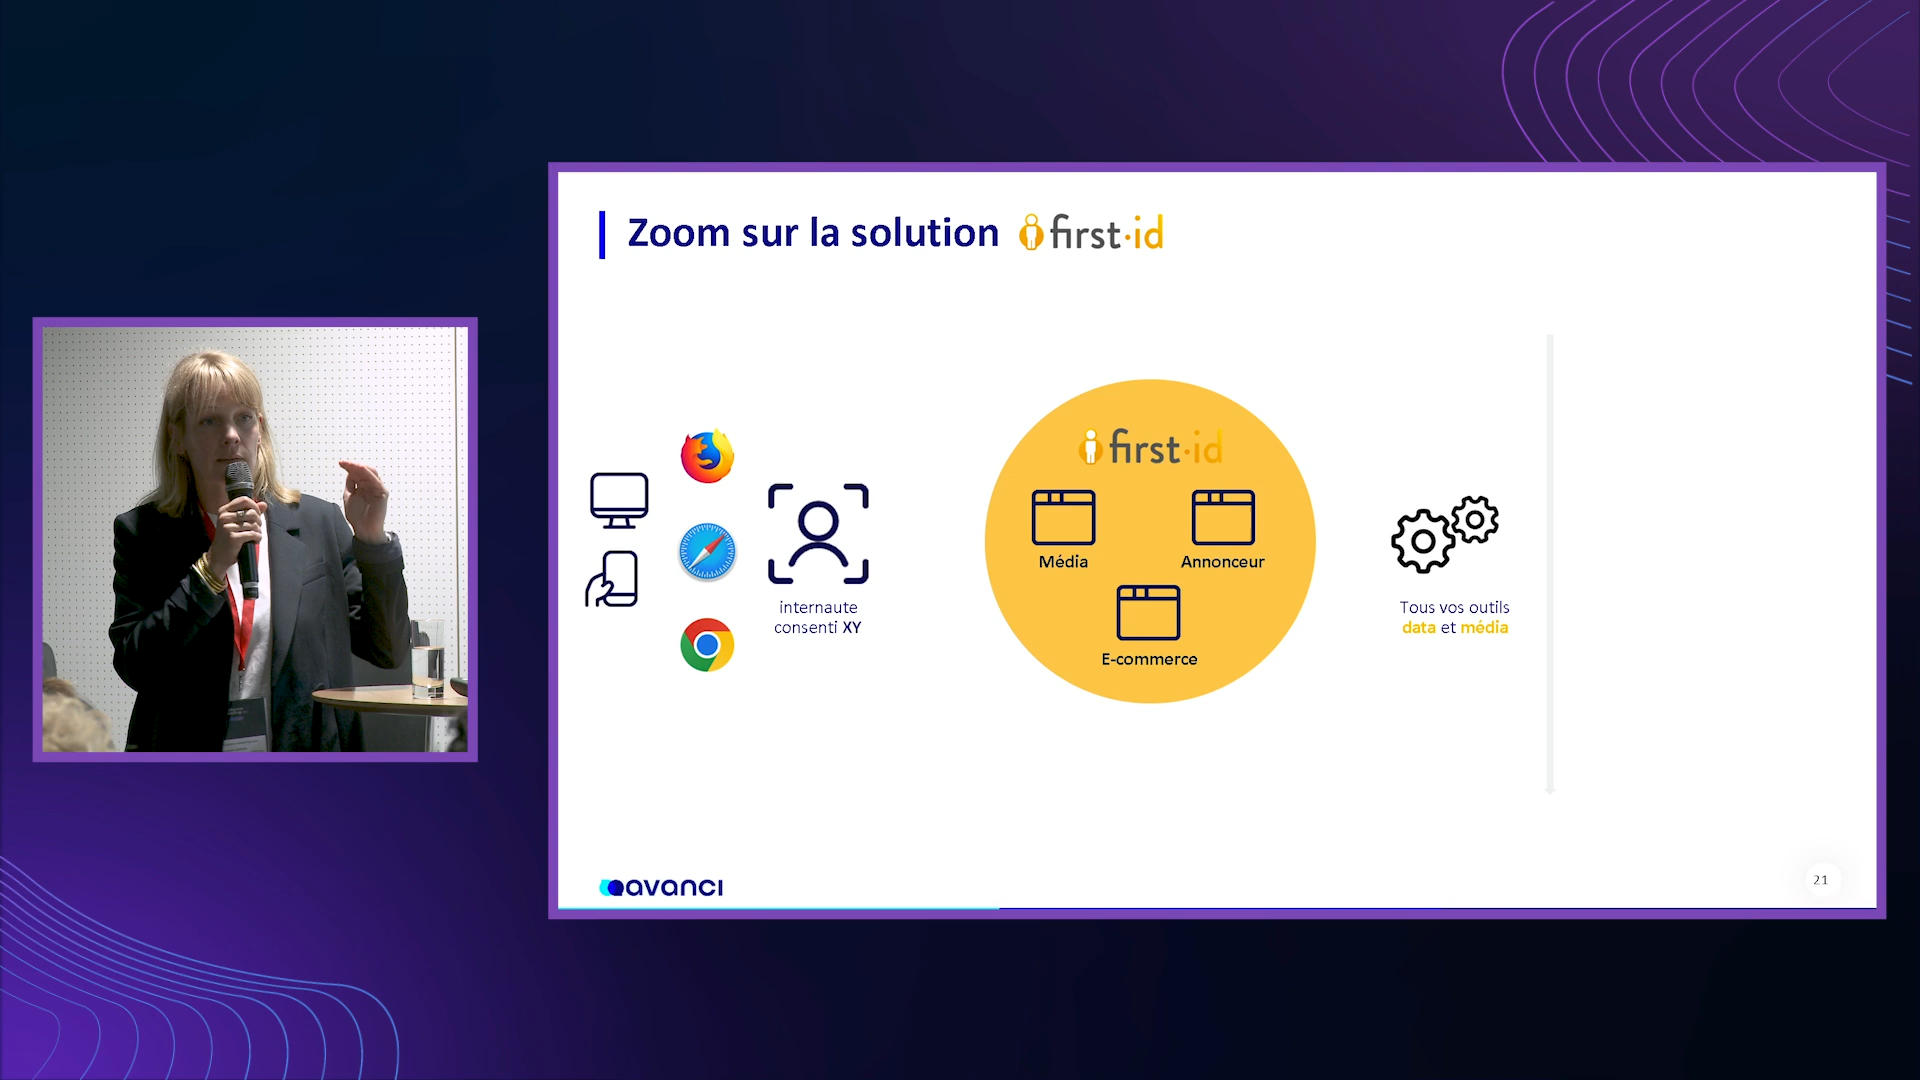 Zoom sur la solution first·id
first·id
Média
Annonceur
E-commerce
internaute
consenti XY
Tous vos outils
data et média
avanci
21